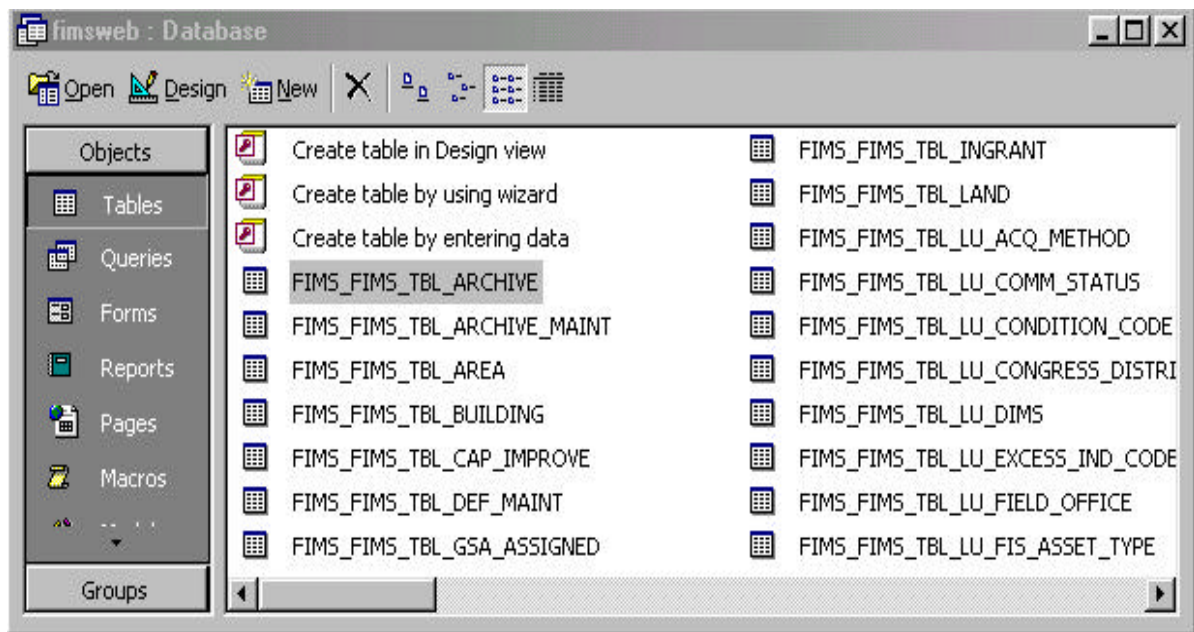 fimsweb : Database
Open Design New
Objects
Tables
Queries
Forms
Reports
Pages
Macros
Groups
Create table in Design view
Create table by using wizard
Create table by entering data
FIMS_FIMS_TBL_ARCHIVE
FIMS_FIMS_TBL_ARCHIVE_MAINT
FIMS_FIMS_TBL_AREA
FIMS_FIMS_TBL_BUILDING
FIMS_FIMS_TBL_CAP_IMPROVE
FIMS_FIMS_TBL_DEF_MAINT
FIMS_FIMS_TBL_GSA_ASSIGNED
FIMS_FIMS_TBL_INGRANT
FIMS_FIMS_TBL_LAND
FIMS_FIMS_TBL_LU_ACQ_METHOD
FIMS_FIMS_TBL_LU_COMM_STATUS
FIMS_FIMS_TBL_LU_CONDITION_CODE
FIMS_FIMS_TBL_LU_CONGRESS_DISTRI
FIMS_FIMS_TBL_LU_DIMS
FIMS_FIMS_TBL_LU_EXCESS_IND_CODE
FIMS_FIMS_TBL_LU_FIELD_OFFICE
FIMS_FIMS_TBL_LU_FIS_ASSET_TYPE